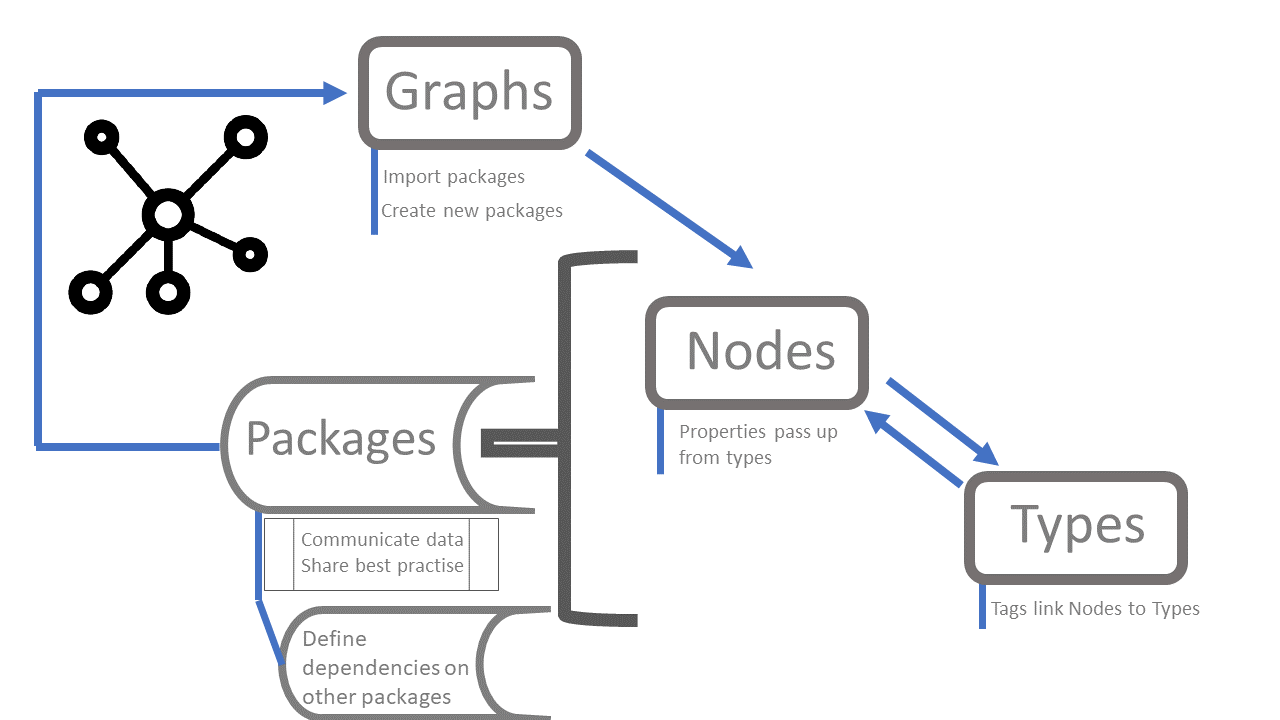 Graphs
Import packages
Create new packages
Nodes
Properties pass up
from types
Packages
Communicate data
Share best practise
Types
Tags link Nodes to Types
Define
dependencies on
other packages